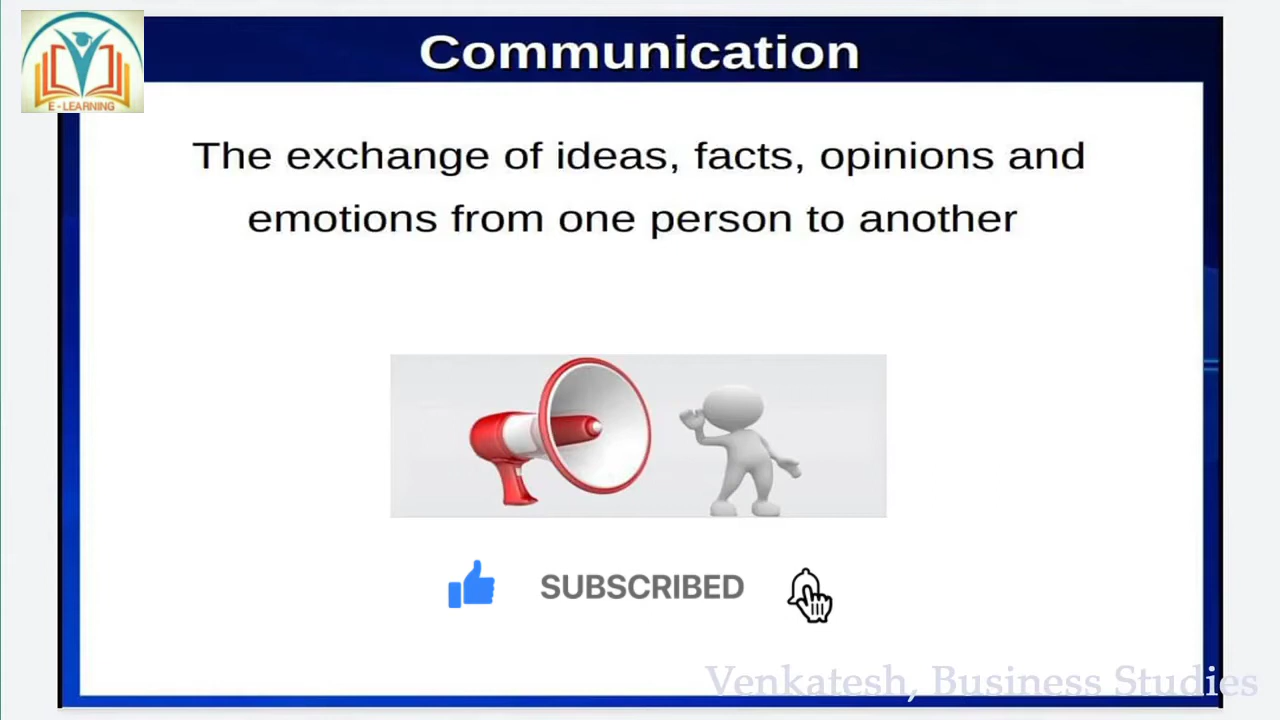 Communication
E - LEARNING
The exchange of ideas, facts, opinions and
emotions from one person to another
SUBSCRIBED
Venkatesh, Business Studies